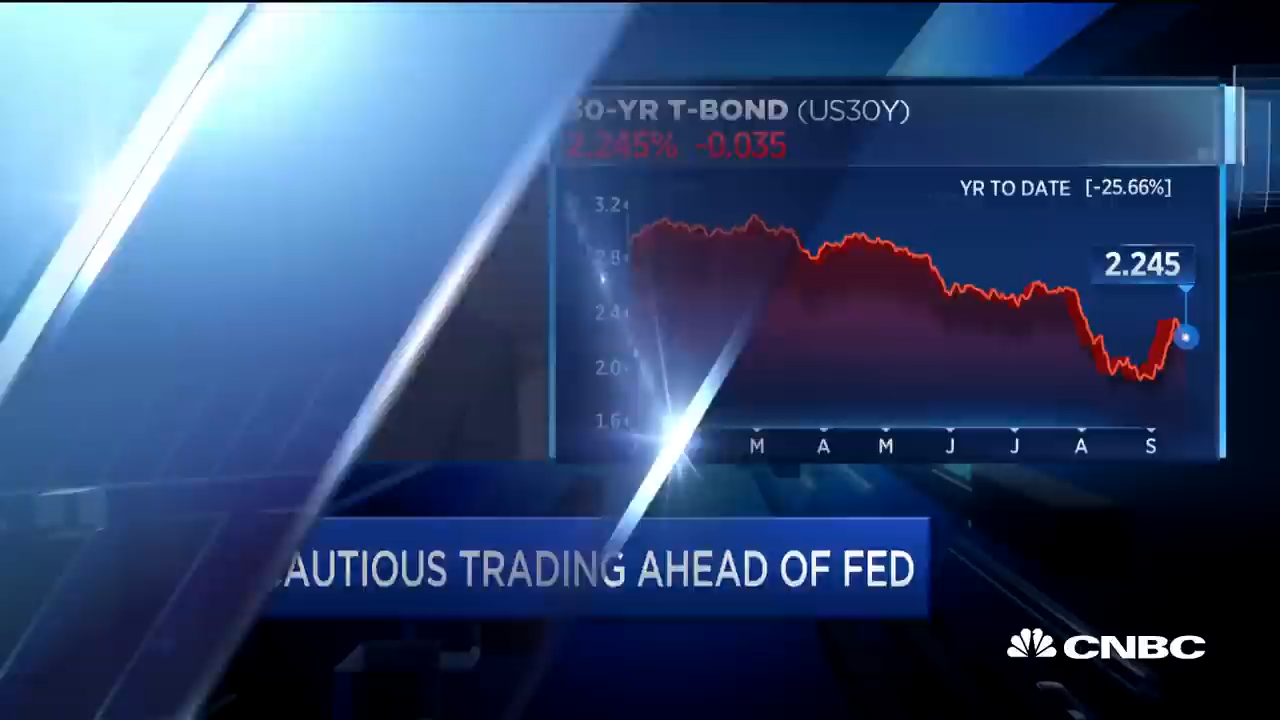 30-YR T-BOND (US30Y)
2.245% -0.035
YR TO DATE [-25.66%]
3.2
2.8
2.4
2.0
1.6
2.245
M A M J J A S
CAUTIOUS TRADING AHEAD OF FED
CNBC